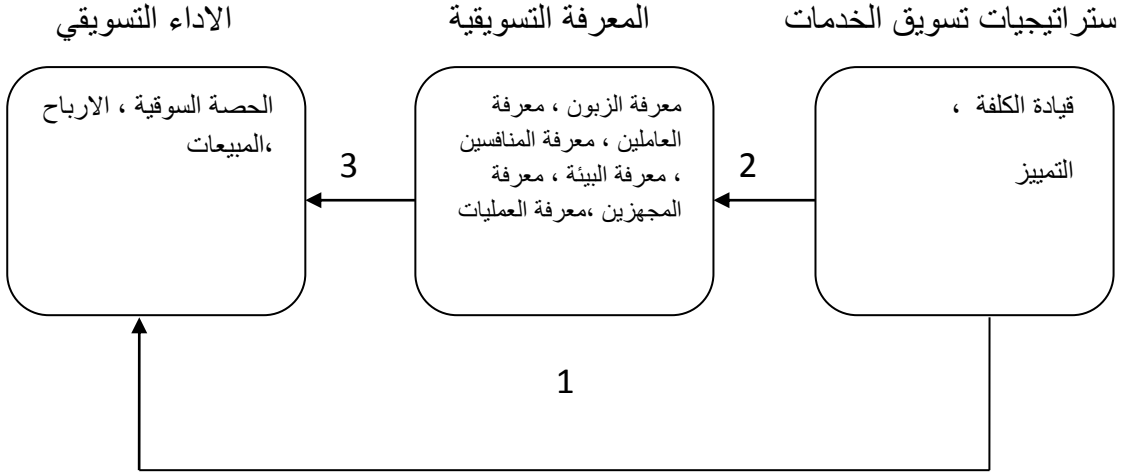 ستراتيجيات تسويق الخدمات
المعرفة التسويقية
الاداء التسويقي
قيادة الكلفة ،
التمييز
2
معرفة الزبون ، معرفة
العاملين ، معرفة المنافسين
، معرفة البيئة ، معرفة
المجهزين ،معرفة العمليات
3
الحصة السوقية ، الارباح
،المبيعات
1